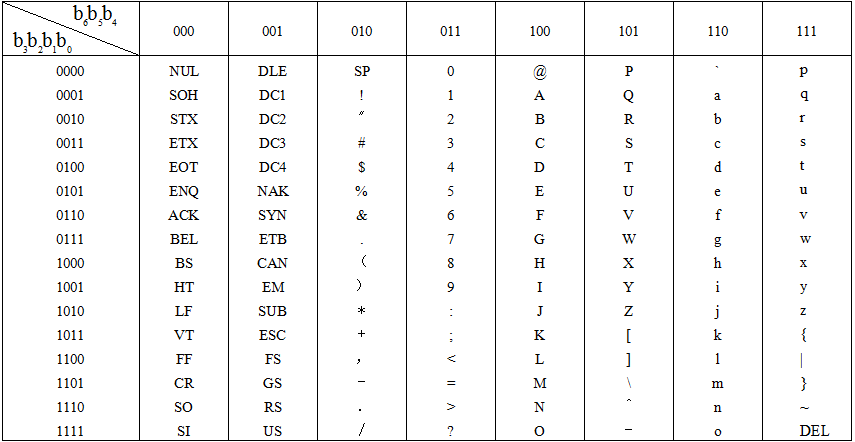 b6b5b4 000 001 010 011 100 101 110 111
b3b2b1b0
0000 NUL DLE SP 0 @ P ` p
0001 SOH DC1 ! 1 A Q a q
0010 STX DC2 〃 2 B R b r
0011 ETX DC3 # 3 C S c s
0100 EOT DC4 $ 4 D T d t
0101 ENQ NAK % 5 E U e u
0110 ACK SYN & 6 F V f v
0111 BEL ETB . 7 G W g w
1000 BS CAN （ 8 H X h x
1001 HT EM ） 9 I Y i y
1010 LF SUB * : J Z j z
1011 VT ESC + ; K [ k {
1100 FF FS ， < L ] l |
1101 CR GS － = M \ m }
1110 SO RS . > N ˆ n ~
1111 SI US / ? O － o DEL